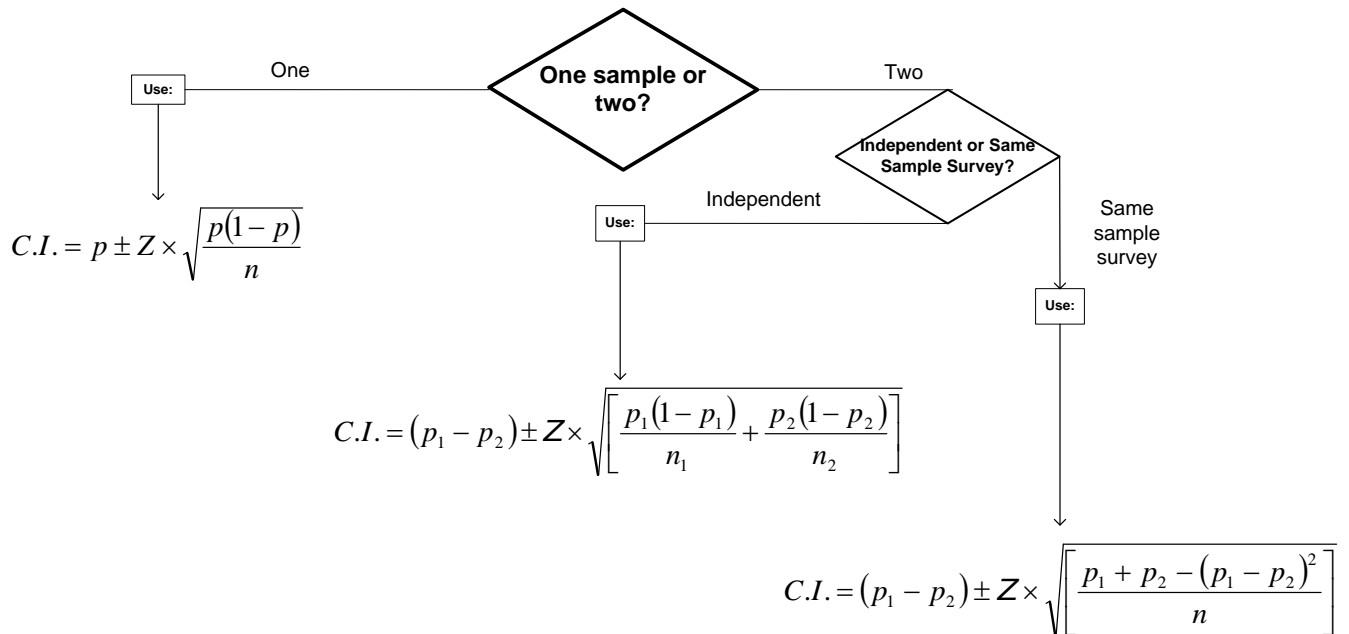 One sample or
two?
One
Use:
C.I. = p ± Z × √(p(1 − p) / n)
Two
Independent or Same
Sample Survey?
Independent
Use:
C.I. = (p₁ − p₂) ± Z × √[p₁(1 − p₁) / n₁ + p₂(1 − p₂) / n₂]
Same
sample
survey
Use:
C.I. = (p₁ − p₂) ± Z × √[(p₁ + p₂ − (p₁ − p₂)²) / n]